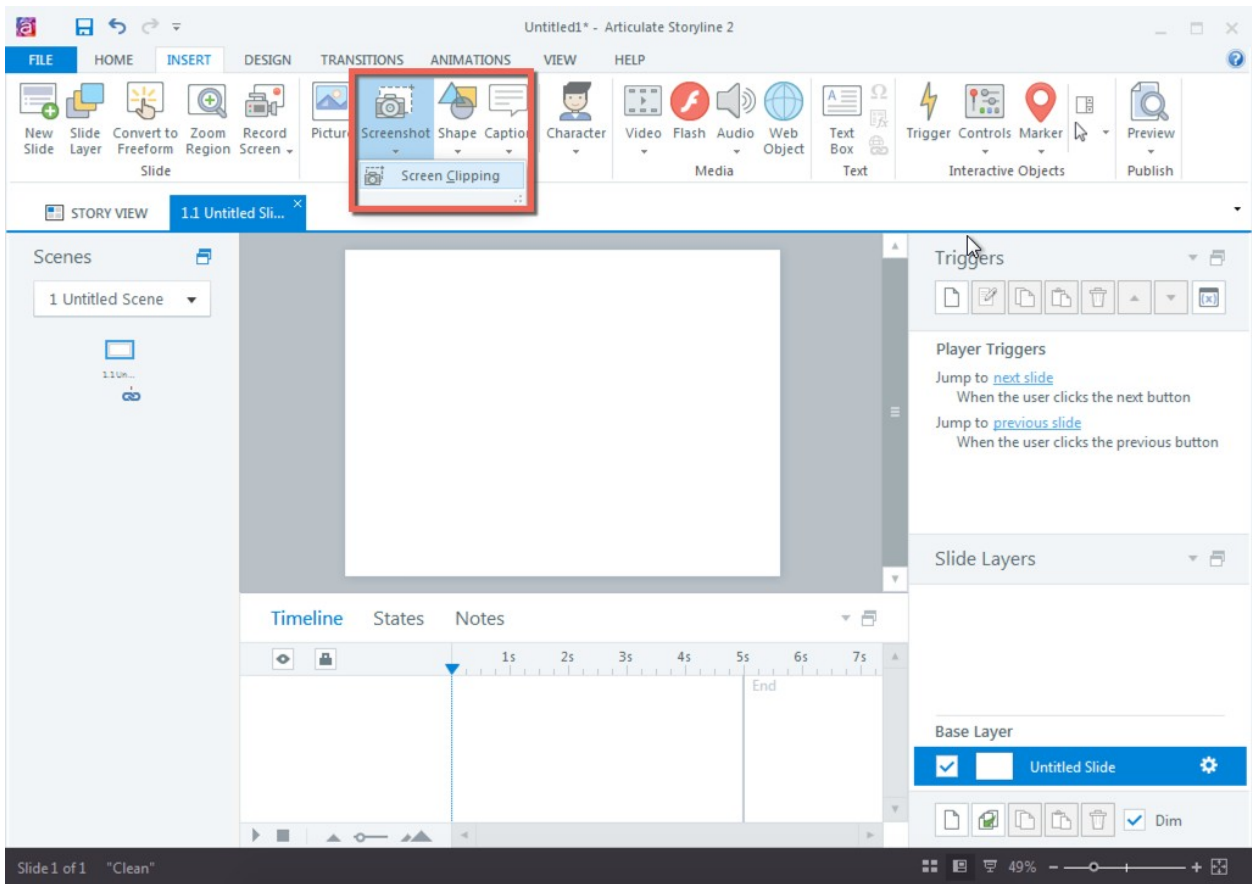 Untitled1* - Articulate Storyline 2
FILE HOME INSERT DESIGN TRANSITIONS ANIMATIONS VIEW HELP
New Slide
Slide Layer
Convert to Freeform
Zoom Region
Record Screen
Picture
Screenshot
Shape
Caption
Character
Video
Flash
Audio
Web Object
Text Box
Trigger
Controls
Marker
Preview
Slide
Media
Text
Interactive Objects
Publish
Screen Clipping
STORY VIEW
1.1 Untitled Sli...
Scenes
1 Untitled Scene
1.1 Un...
Triggers
Player Triggers
Jump to next slide
When the user clicks the next button
Jump to previous slide
When the user clicks the previous button
Slide Layers
Base Layer
Untitled Slide
Dim
Timeline States Notes
1s 2s 3s 4s 5s 6s 7s
End
Slide 1 of 1 "Clean"
49%